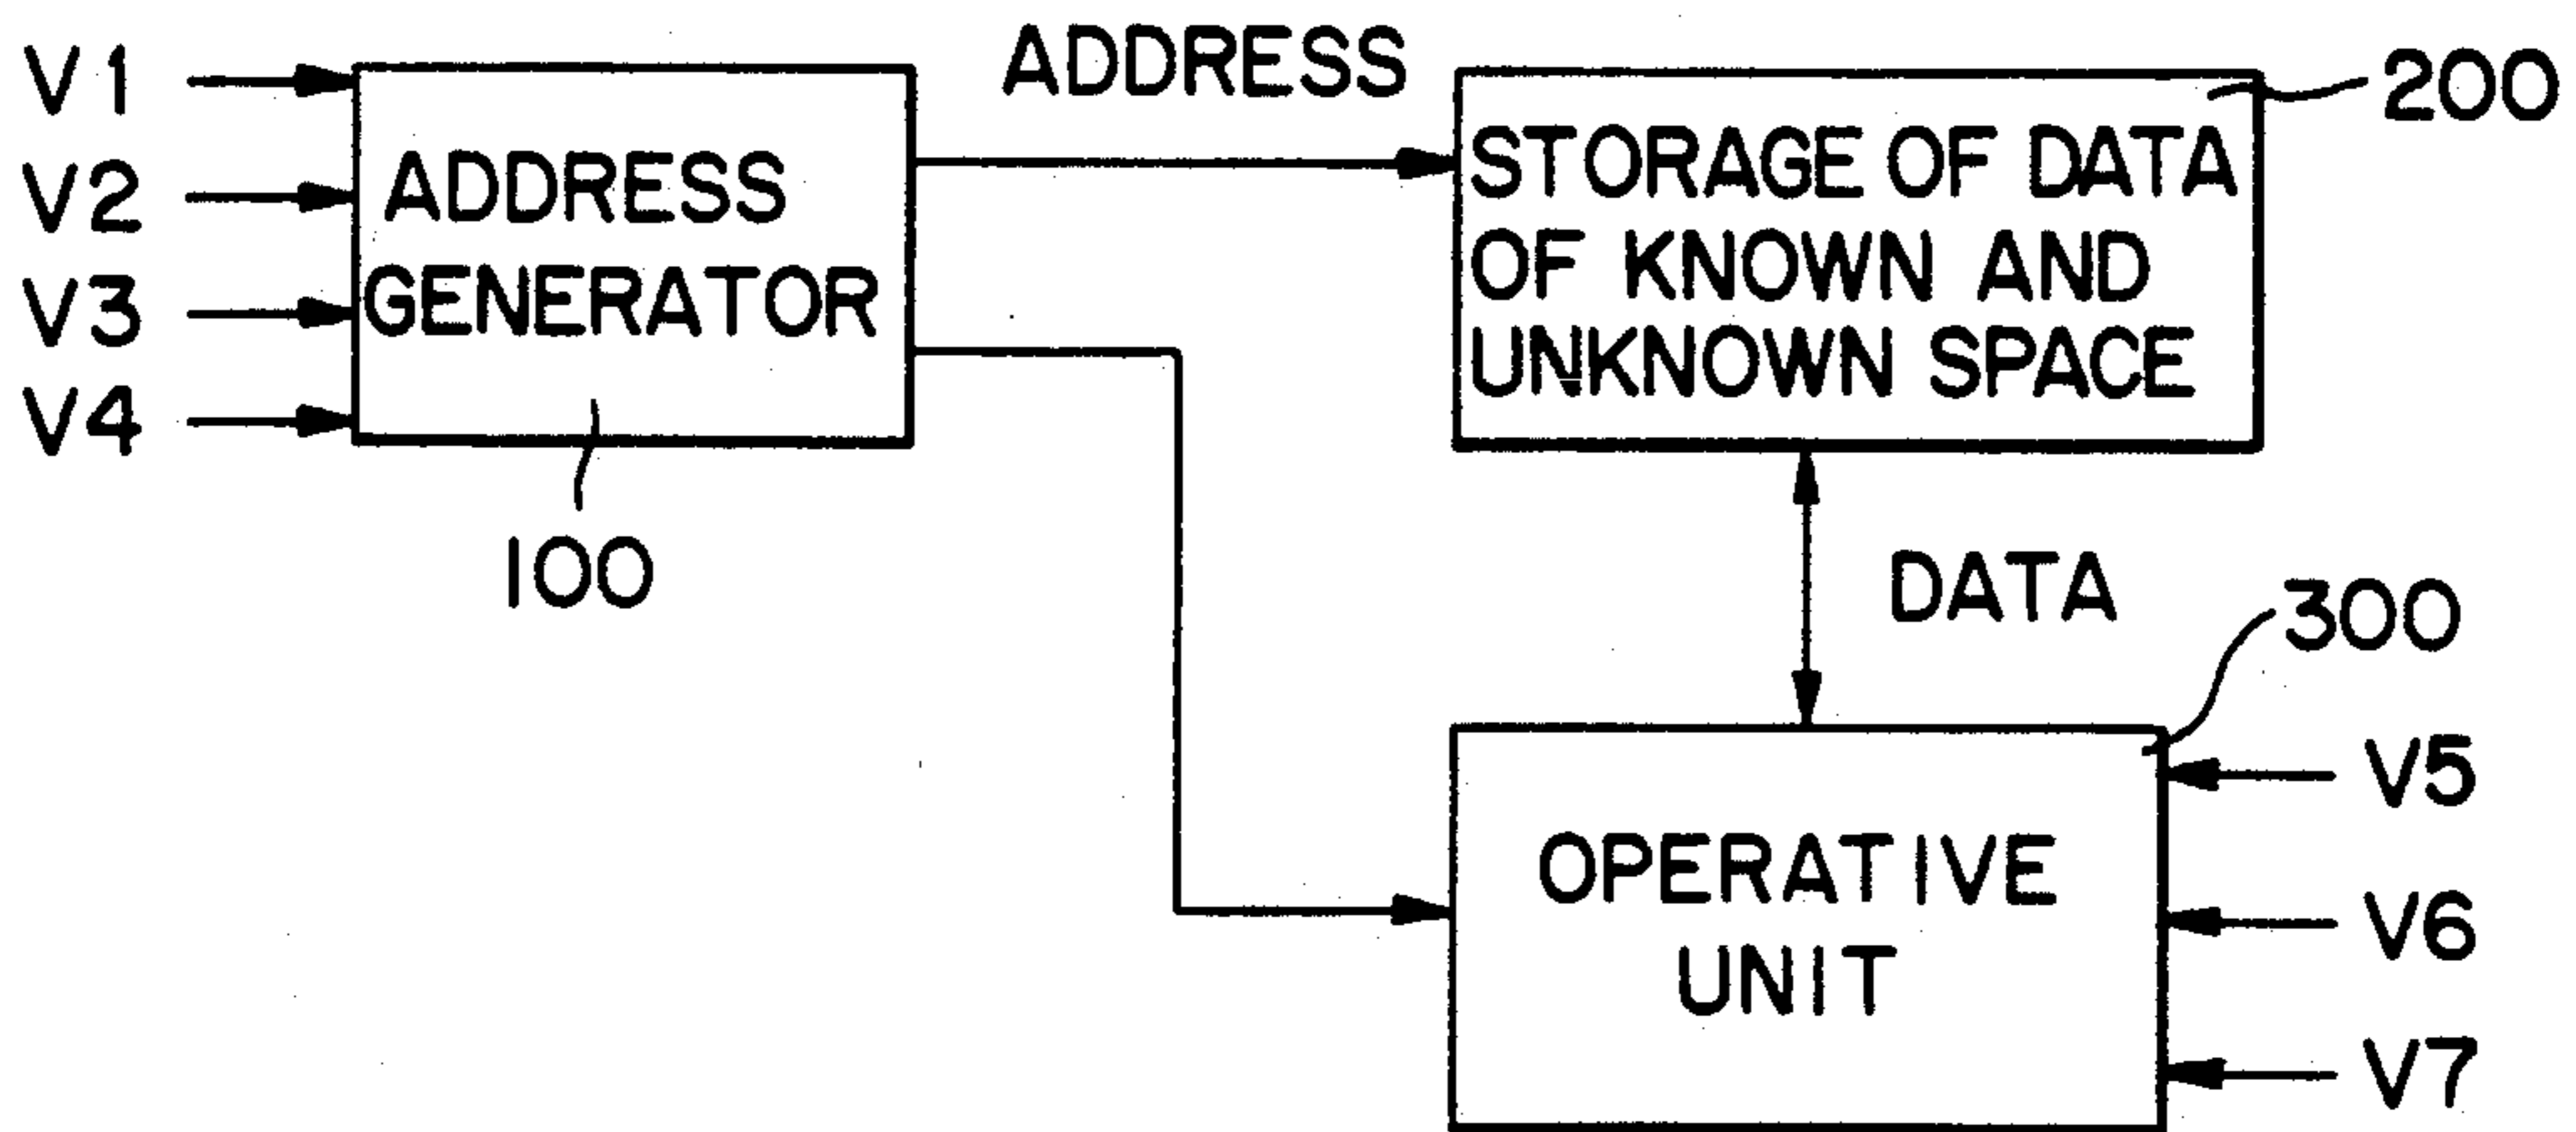 V1
V2
V3
V4
ADDRESS
GENERATOR
100
ADDRESS
STORAGE OF DATA
OF KNOWN AND
UNKNOWN SPACE
200
DATA
300
OPERATIVE
UNIT
V5
V6
V7